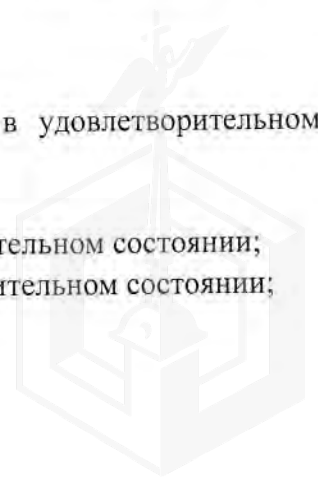 в удовлетворительном
тельном состоянии;
ительном состоянии;